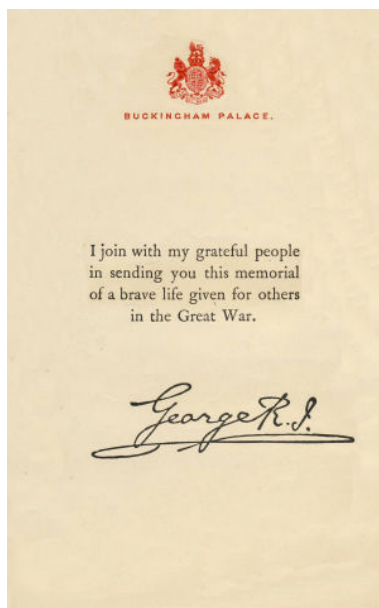 BUCKINGHAM PALACE.
I join with my grateful people
in sending you this memorial
of a brave life given for others
in the Great War.
George R.I.